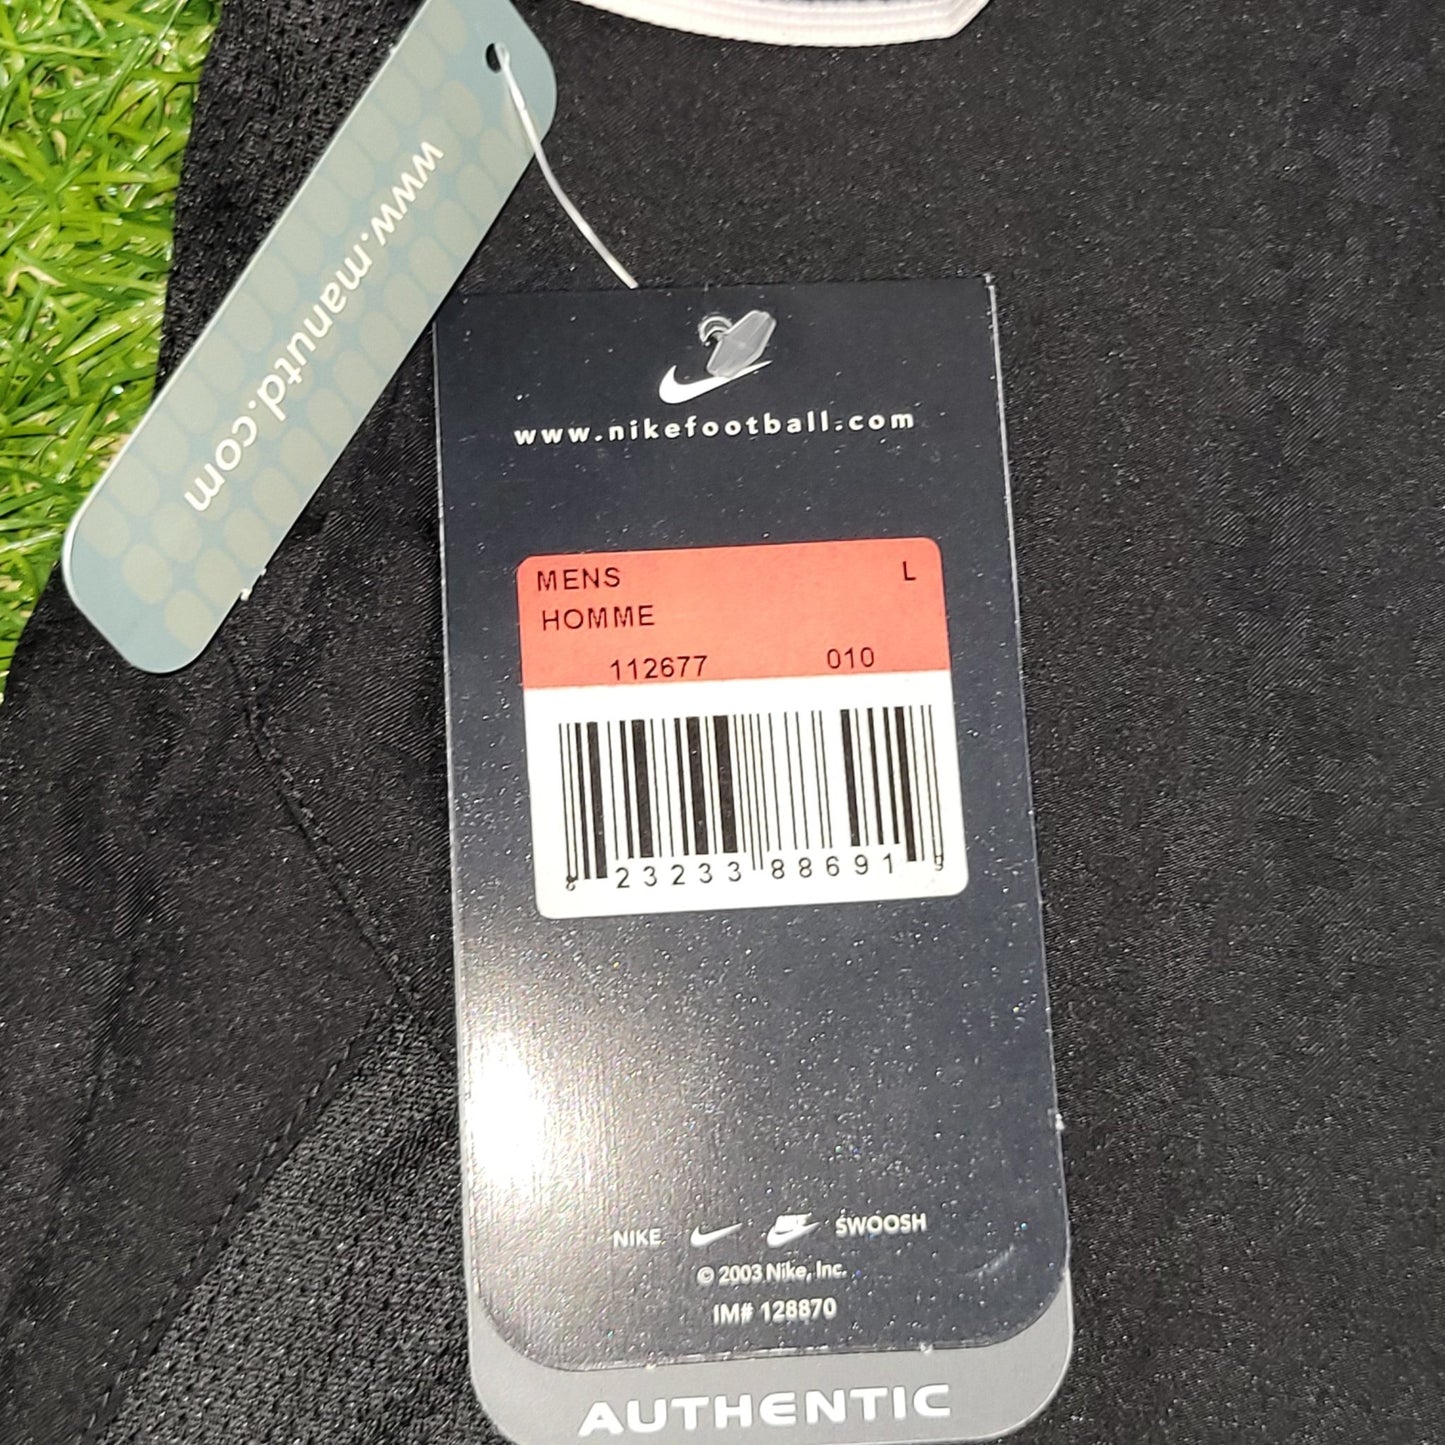 www.manutd.com
www.nikefootball.com
MENS L
HOMME
112677 010
8 23233 88691 9
NIKE SWOOSH
© 2003 Nike, Inc.
IM# 128870
AUTHENTIC